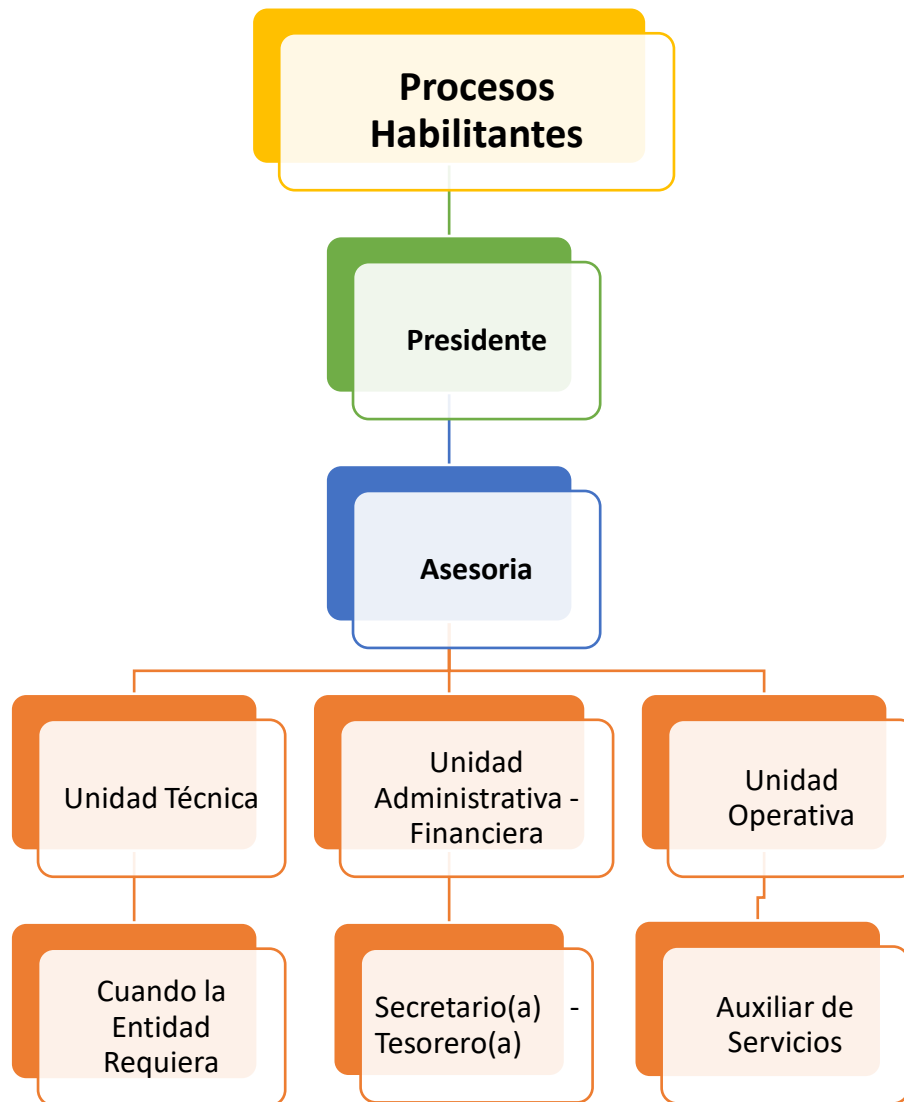 Procesos
Habilitantes
Presidente
Asesoria
Unidad Técnica
Unidad
Administrativa -
Financiera
Unidad
Operativa
Cuando la
Entidad
Requiera
Secretario(a) -
Tesorero(a)
Auxiliar de
Servicios